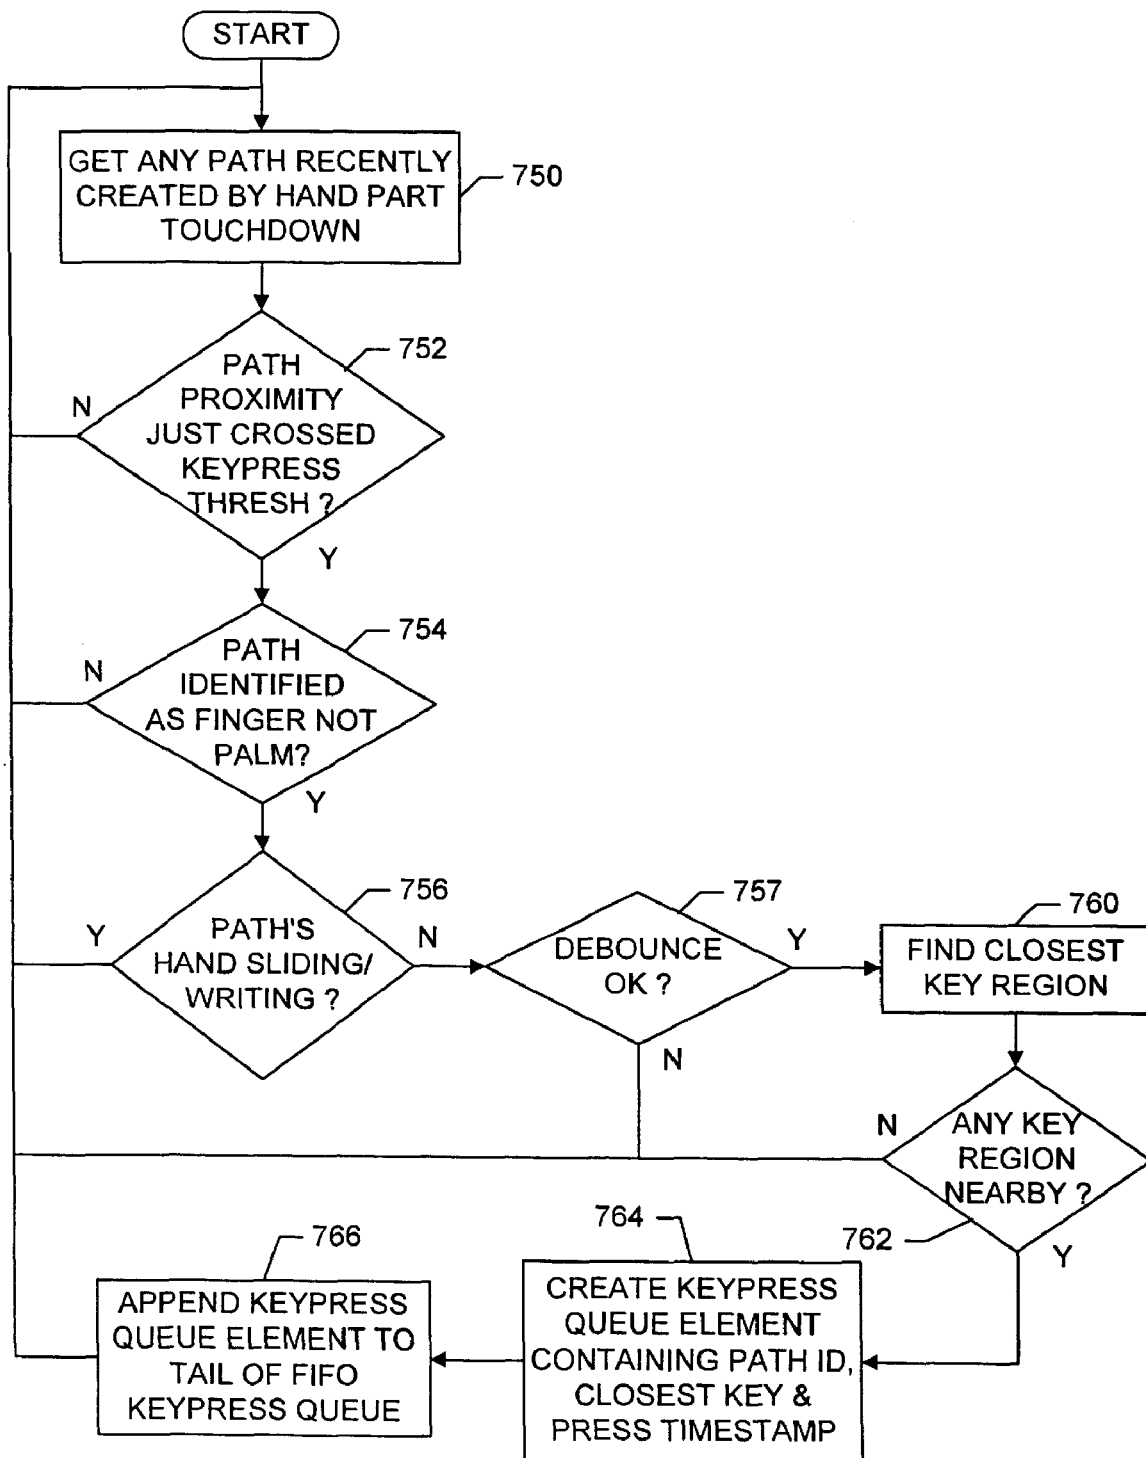 START
GET ANY PATH RECENTLY
CREATED BY HAND PART
TOUCHDOWN
750
752
PATH
PROXIMITY
JUST CROSSED
KEYPRESS
THRESH ?
N
Y
754
PATH
IDENTIFIED
AS FINGER NOT
PALM?
N
Y
756
PATH'S
HAND SLIDING/
WRITING ?
Y
N
757
DEBOUNCE
OK ?
Y
N
760
FIND CLOSEST
KEY REGION
ANY KEY
REGION
NEARBY ?
N
762
Y
764
CREATE KEYPRESS
QUEUE ELEMENT
CONTAINING PATH ID,
CLOSEST KEY &
PRESS TIMESTAMP
766
APPEND KEYPRESS
QUEUE ELEMENT TO
TAIL OF FIFO
KEYPRESS QUEUE